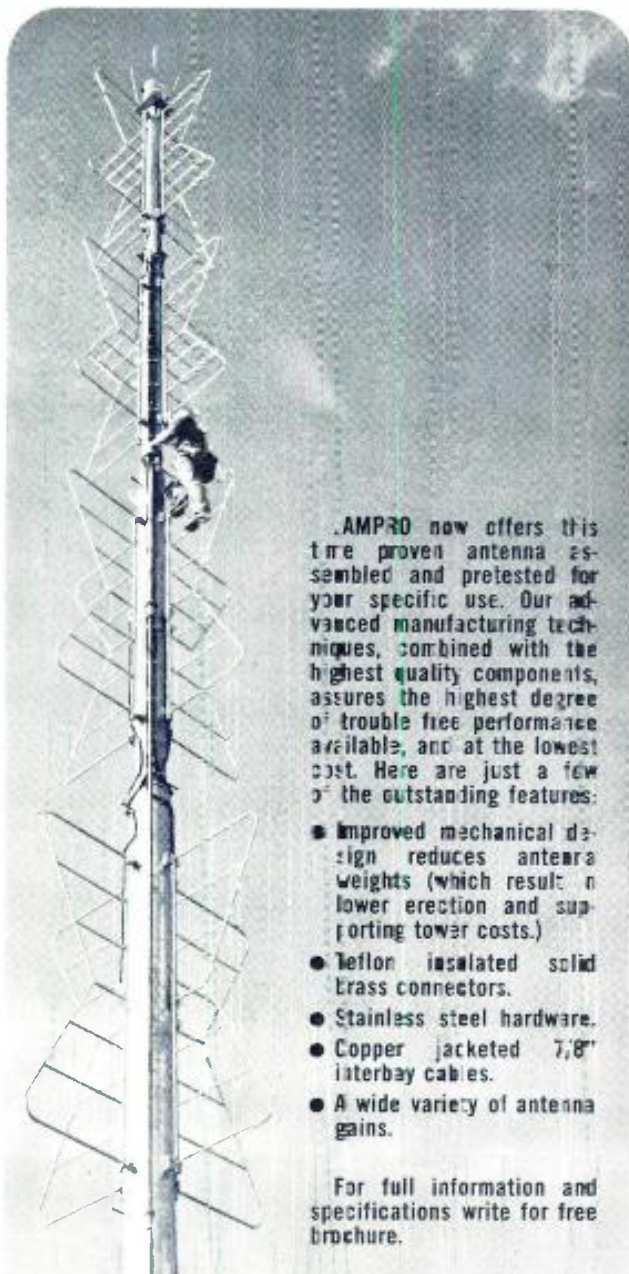 AMPRO now offers this
time proven antenna as-
sembled and pretested for
your specific use. Our ad-
vanced manufacturing tech-
niques, combined with the
highest quality components,
assures the highest degree
of trouble free performance
available, and at the lowest
cost. Here are just a few
of the outstanding features:
● Improved mechanical de-
sign reduces antenna
weights (which result in
lower erection and sup-
porting tower costs.)
● Teflon insulated solid
brass connectors.
● Stainless steel hardware.
● Copper jacketed 7/8"
interbay cables.
● A wide variety of antenna
gains.
For full information and
specifications write for free
brochure.